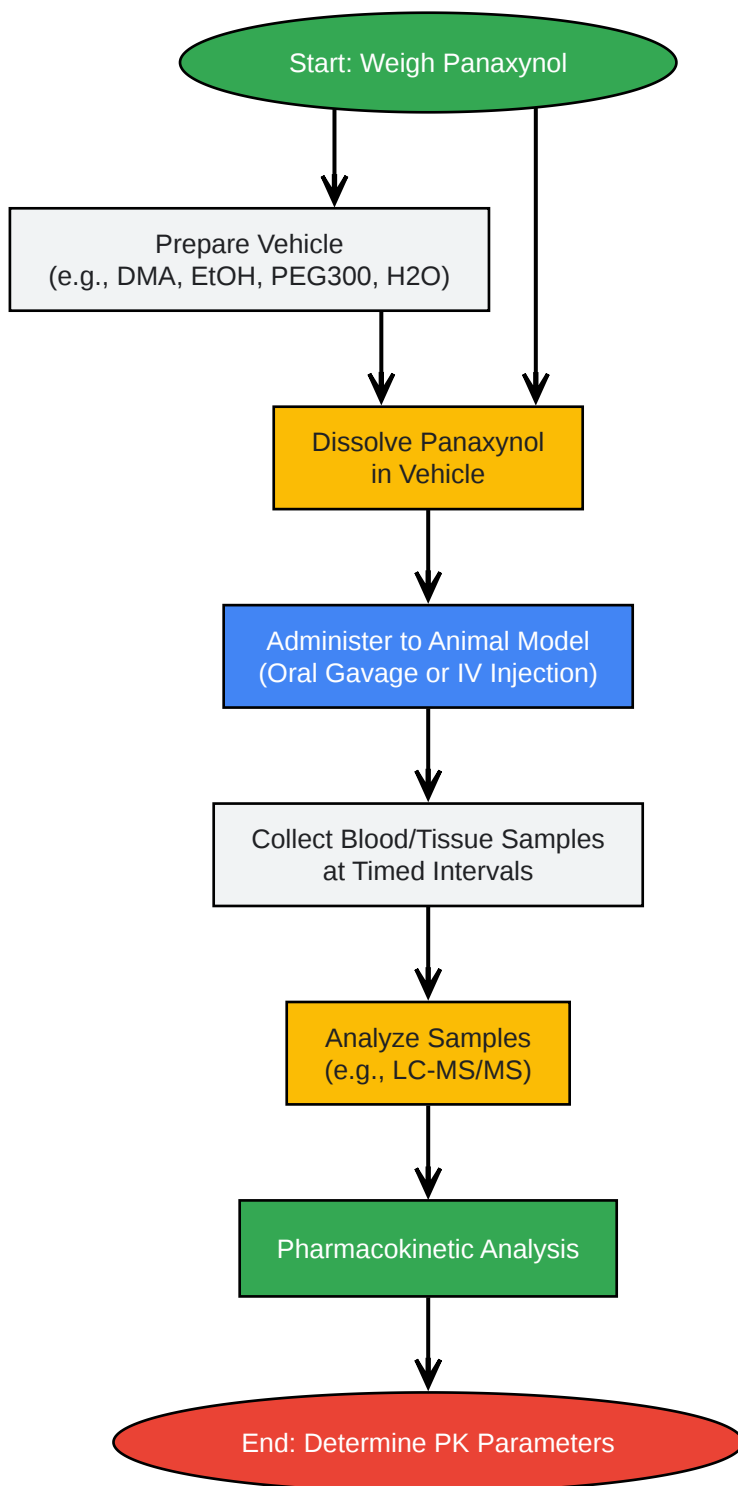 Start: Weigh Panaxynol
Prepare Vehicle
(e.g., DMA, EtOH, PEG300, H2O)
Dissolve Panaxynol
in Vehicle
Administer to Animal Model
(Oral Gavage or IV Injection)
Collect Blood/Tissue Samples
at Timed Intervals
Analyze Samples
(e.g., LC-MS/MS)
Pharmacokinetic Analysis
End: Determine PK Parameters